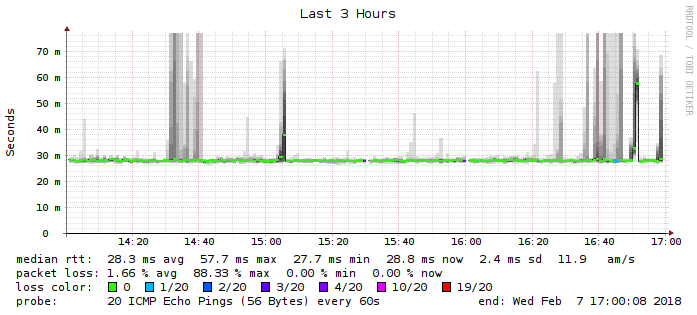 Last 3 Hours
RRDTOOL / TOBI OETIKER
Seconds
70 m
60 m
50 m
40 m
30 m
20 m
10 m
0
14:20 14:40 15:00 15:20 15:40 16:00 16:20 16:40 17:00
median rtt: 28.3 ms avg 57.7 ms max 27.7 ms min 28.8 ms now 2.4 ms sd 11.9 am/s
packet loss: 1.66 % avg 88.33 % max 0.00 % min 0.00 % now
loss color: 0 1/20 2/20 3/20 4/20 10/20 19/20
probe: 20 ICMP Echo Pings (56 Bytes) every 60s end: Wed Feb 7 17:00:08 2018